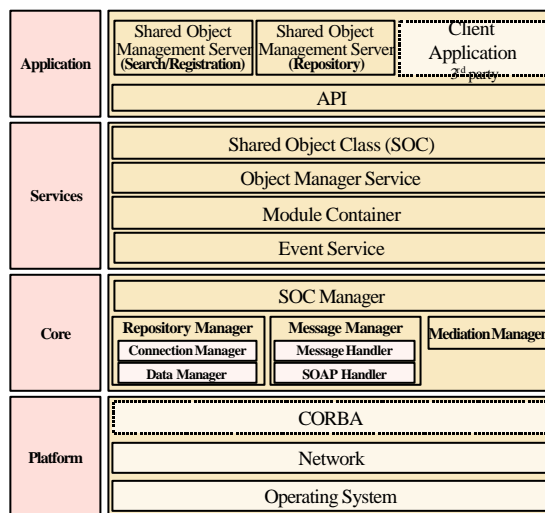 Application
Shared Object
Management Server
(Search/Registration)
Shared Object
Management Server
(Repository)
Client
Application
3rd party
API
Services
Shared Object Class (SOC)
Object Manager Service
Module Container
Event Service
Core
SOC Manager
Repository Manager
Connection Manager
Data Manager
Message Manager
Message Handler
SOAP Handler
Mediation Manager
Platform
CORBA
Network
Operating System